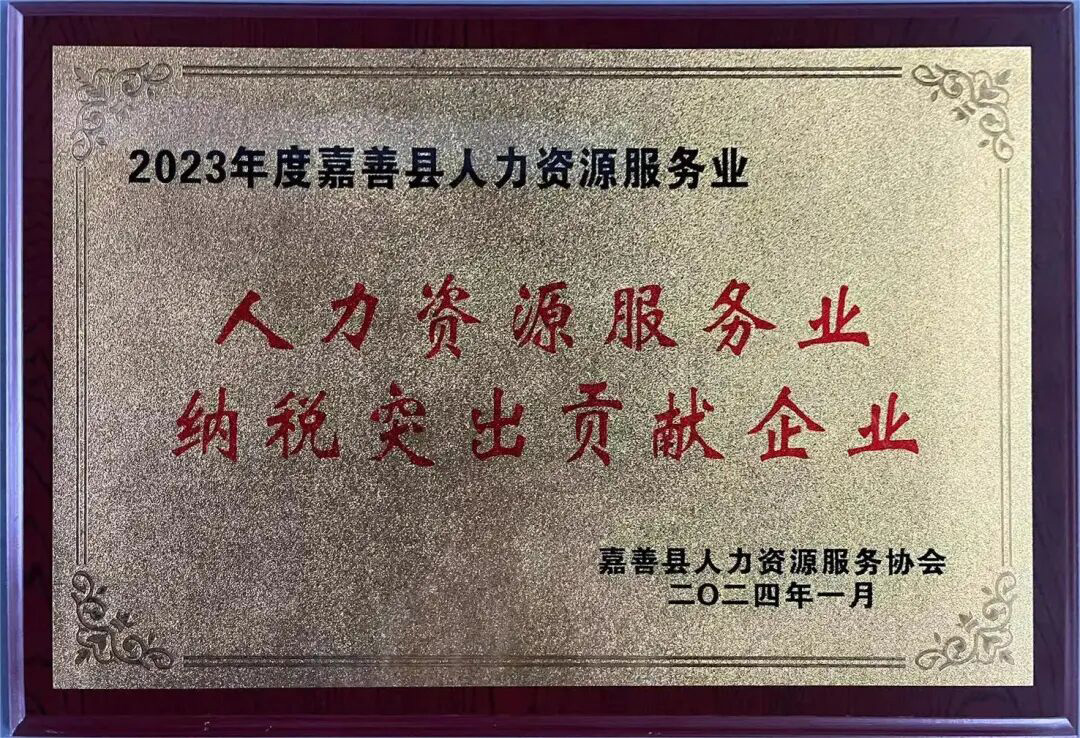 2023年度嘉善县人力资源服务业
人力资源服务业
纳税突出贡献企业
嘉善县人力资源服务协会
二〇二四年一月